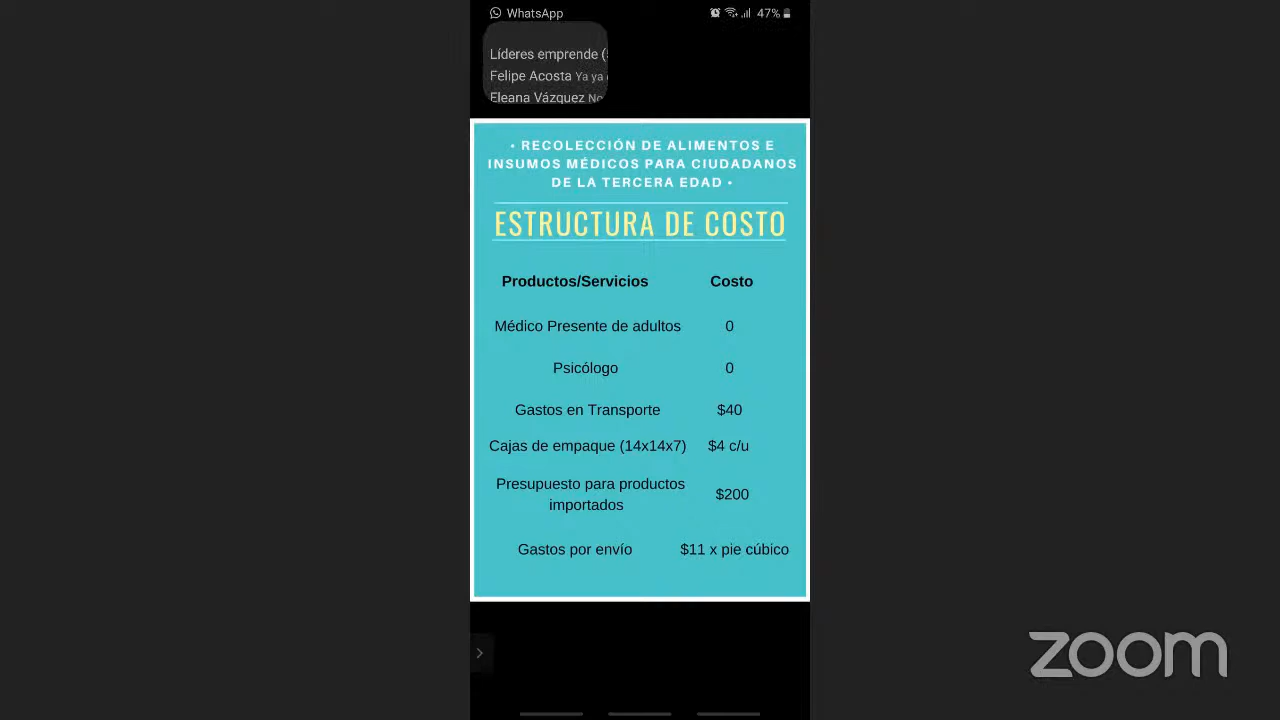 WhatsApp
47%
Líderes emprende (
Felipe Acosta Ya ya
Eleana Vázquez No
• RECOLECCIÓN DE ALIMENTOS E
INSUMOS MÉDICOS PARA CIUDADANOS
DE LA TERCERA EDAD •
ESTRUCTURA DE COSTO
Productos/Servicios Costo
Médico Presente de adultos 0
Psicólogo 0
Gastos en Transporte $40
Cajas de empaque (14x14x7) $4 c/u
Presupuesto para productos
importados $200
Gastos por envío $11 x pie cúbico
zoom